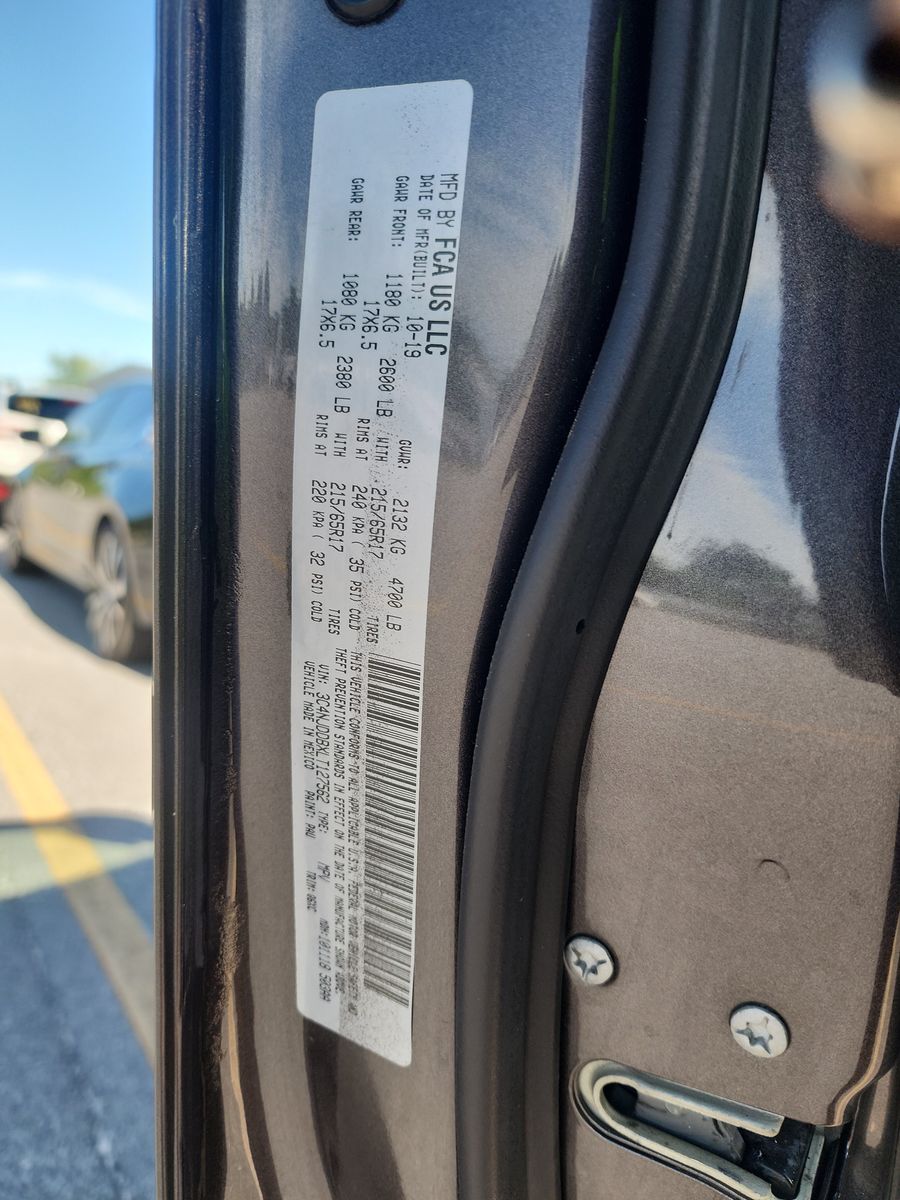 MFD BY FCA US LLC
DATE OF MFR(BUILT): 10-19 GVWR: 2132 KG 4700 LB
GAWR FRONT: 1180 KG 2600 LB WITH 215/65R17 TIRES
17X6.5 RIMS AT 240 KPA ( 35 PSI) COLD
GAWR REAR: 1080 KG 2380 LB WITH 215/65R17 TIRES
17X6.5 RIMS AT 220 KPA ( 32 PSI) COLD
THIS VEHICLE CONFORMS TO ALL APPLICABLE U.S.A. FEDERAL MOTOR VEHICLE SAFETY AND
THEFT PREVENTION STANDARDS IN EFFECT ON THE DATE OF MANUFACTURE SHOWN ABOVE
VIN: 3C4NJDDBXLT127562 TYPE: MPV MDH: 101118 503AA
VEHICLE MADE IN MEXICO PAINT: PAU TRIM: